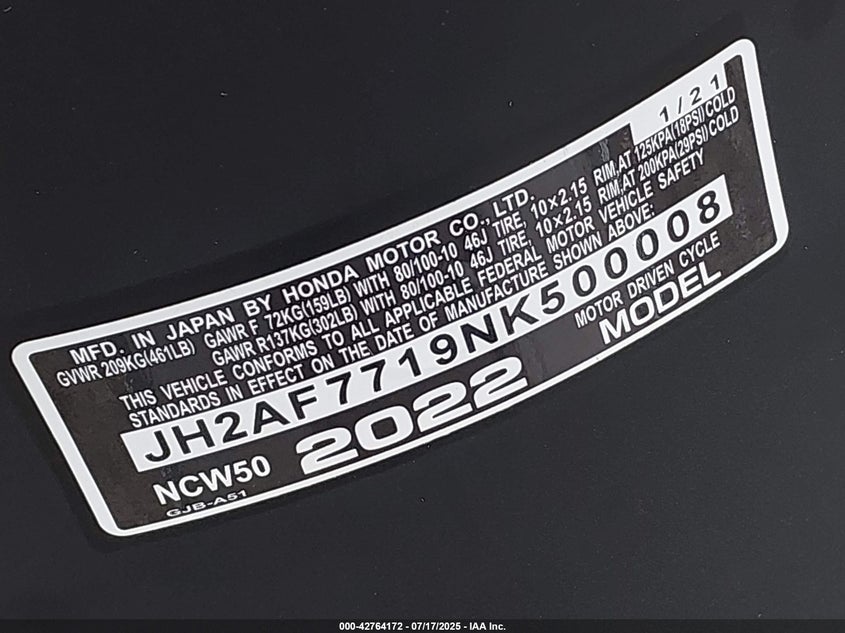 1/21
MFD. IN JAPAN BY HONDA MOTOR CO., LTD.
GVWR 209KG(461LB) GAWR F 72KG(159LB) WITH 80/100-10 46J TIRE, 10×2.15 RIM,AT 125KPA(18PSI)COLD
GAWR R137KG(302LB) WITH 80/100-10 46J TIRE, 10×2.15 RIM,AT 200KPA(29PSI)COLD
THIS VEHICLE CONFORMS TO ALL APPLICABLE FEDERAL MOTOR VEHICLE SAFETY
STANDARDS IN EFFECT ON THE DATE OF MANUFACTURE SHOWN ABOVE:
JH2AF7719NK500008
MOTOR DRIVEN CYCLE
NCW50 2022 MODEL
GJB-A51
000-42764172 - 07/17/2025 - IAA Inc.